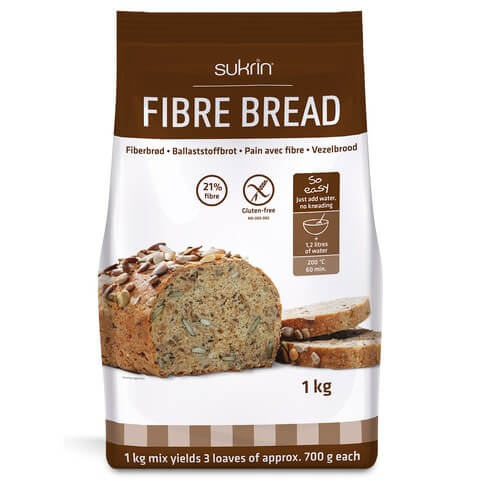 sukrin®
FIBRE BREAD
Fiberbrød • Ballaststoffbrot • Pain avec fibre • Vezelbrood
21%
fibre
Gluten-free
So
easy
Just add water,
no kneading
+
1,2 litres
of water
200 °C
60 min.
1 kg
1 kg mix yields 3 loaves of approx. 700 g each